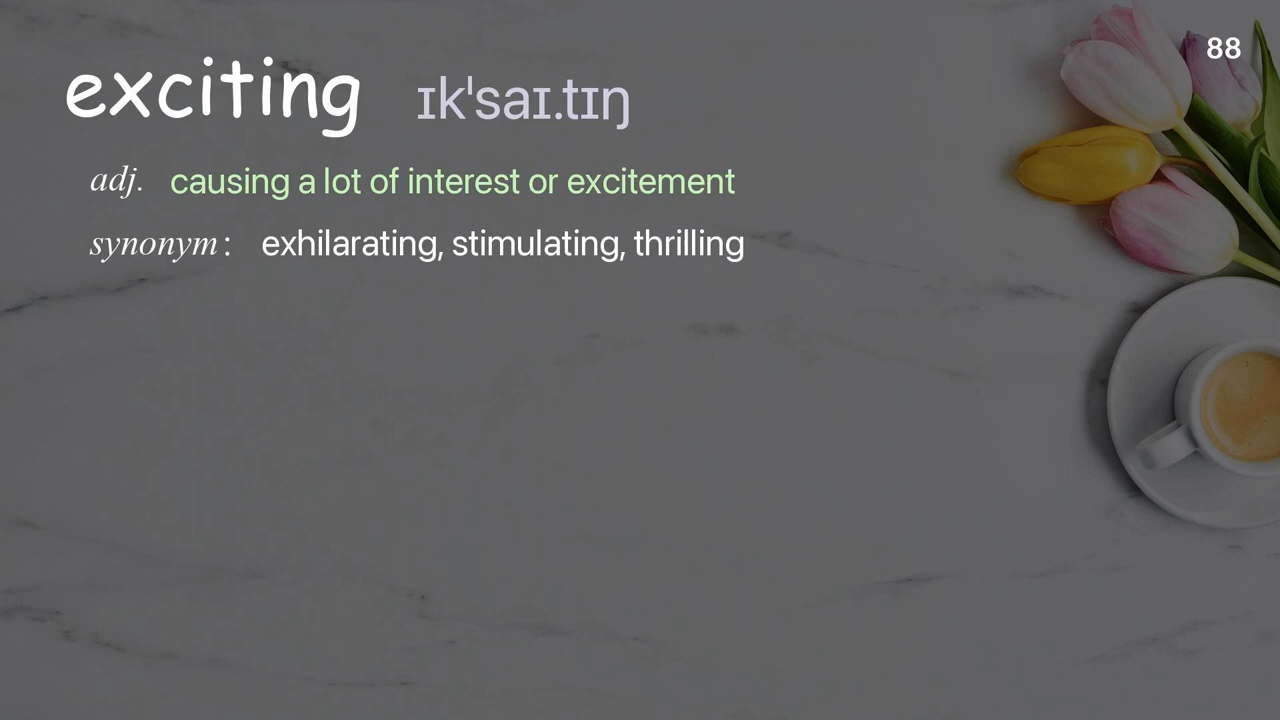 88
exciting ɪkˈsaɪ.tɪŋ
adj. causing a lot of interest or excitement
synonym: exhilarating, stimulating, thrilling